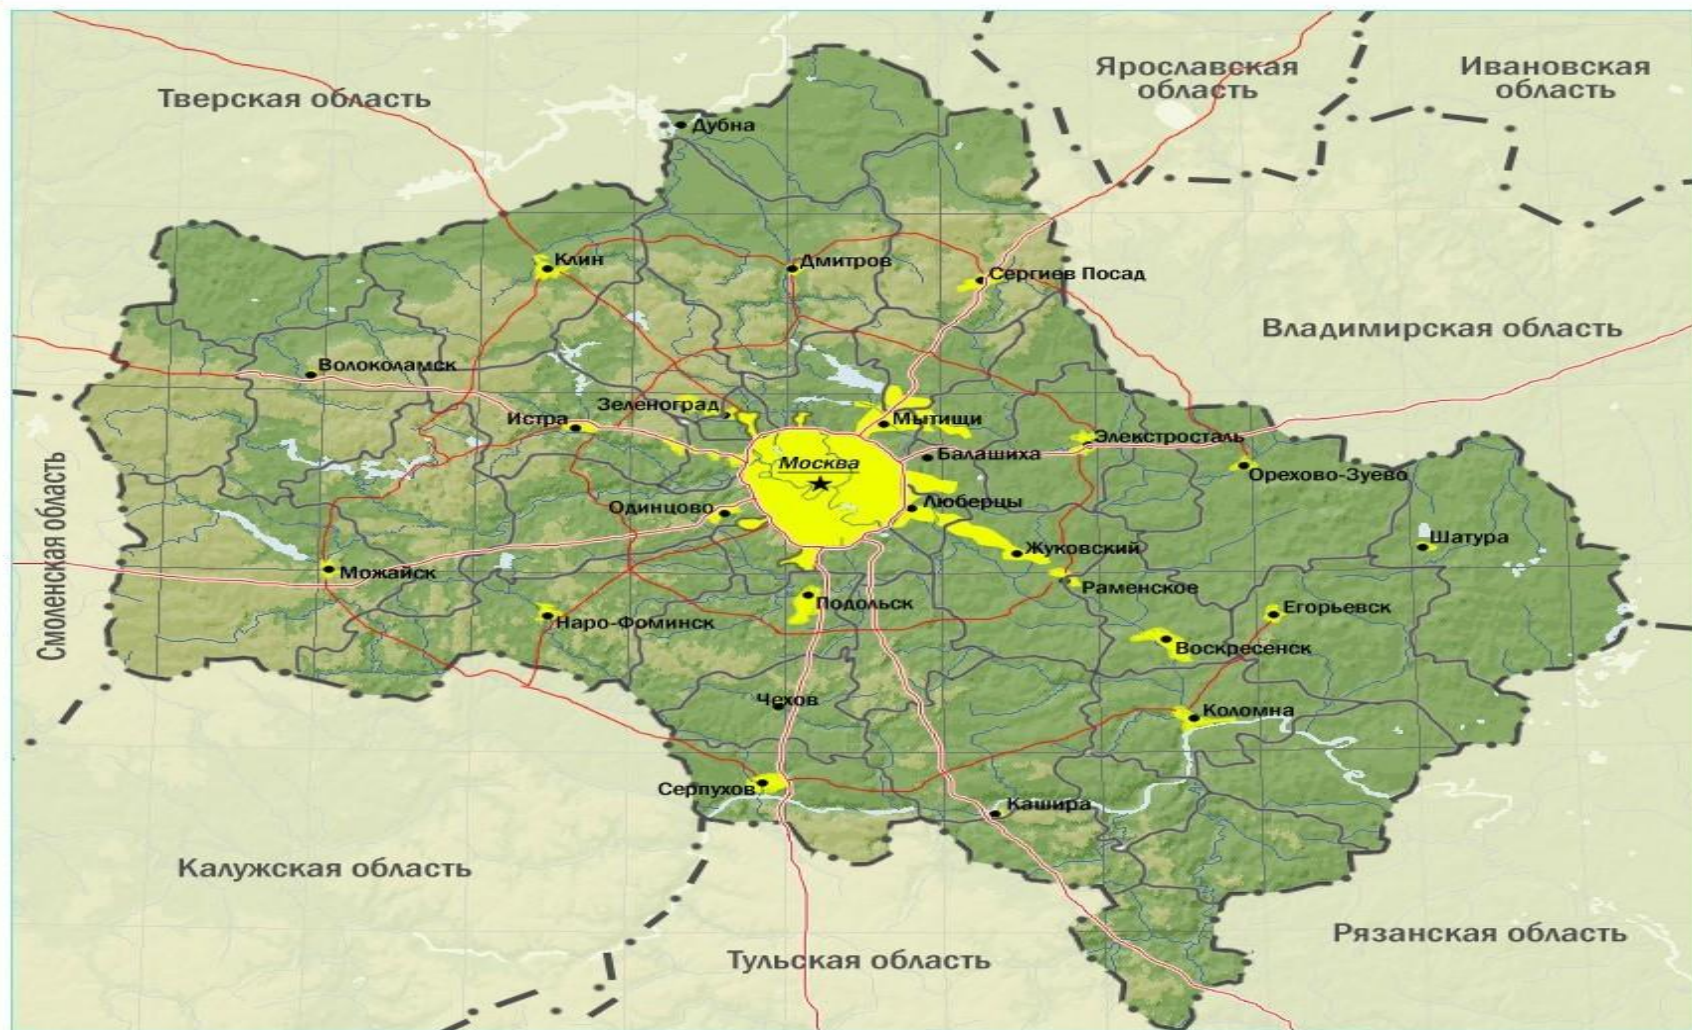 Ярославская
область
Ивановская
область
Тверская область
Дубна
Клин
Дмитров
Сергиев Посад
Владимирская область
Волоколамск
Зеленоград
Истра
Мытищи
Элекстросталь
Балашиха
Москва
Орехово-Зуево
Одинцово
Люберцы
Смоленская область
Шатура
Жуковский
Можайск
Раменское
Подольск
Егорьевск
Наро-Фоминск
Воскресенск
Чехов
Коломна
Серпухов
Кашира
Калужская область
Рязанская область
Тульская область